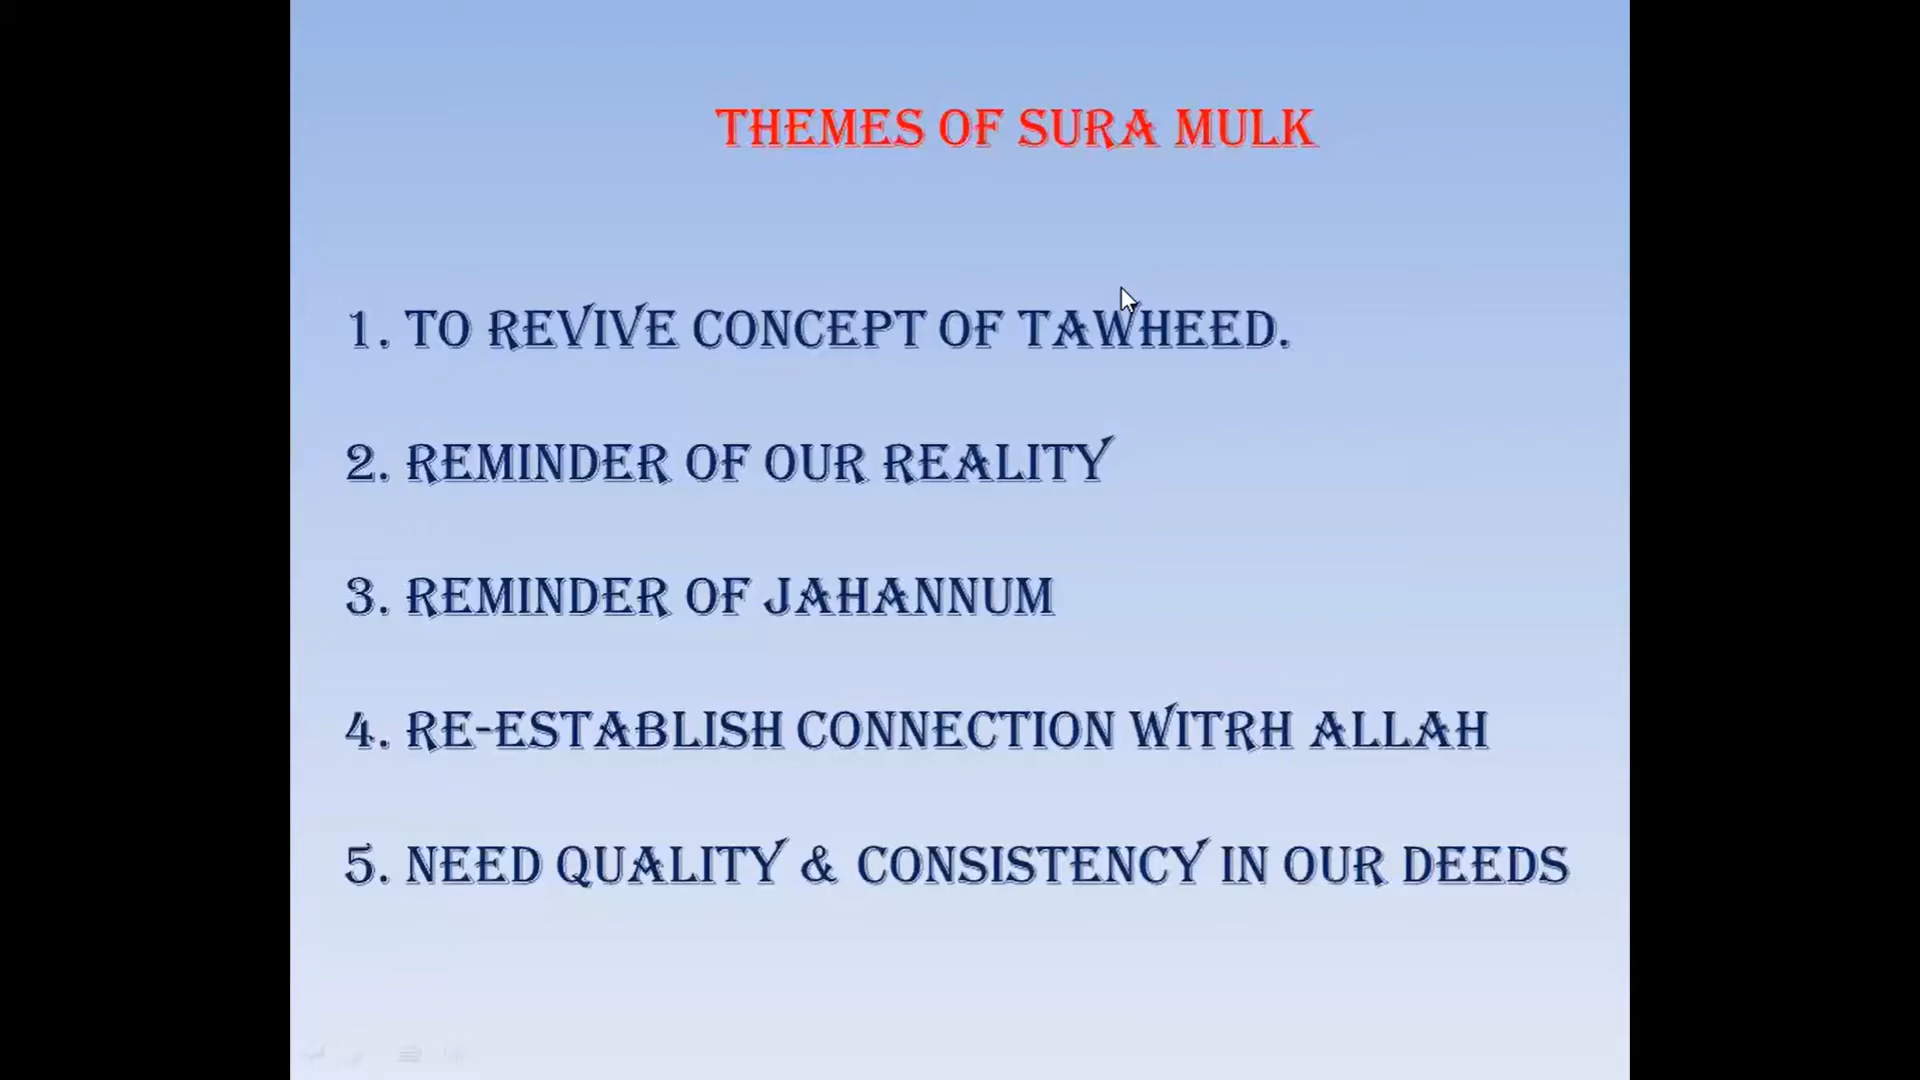 THEMES OF SURA MULK
1. TO REVIVE CONCEPT OF TAWHEED.
2. REMINDER OF OUR REALITY
3. REMINDER OF JAHANNUM
4. RE-ESTABLISH CONNECTION WITRH ALLAH
5. NEED QUALITY & CONSISTENCY IN OUR DEEDS